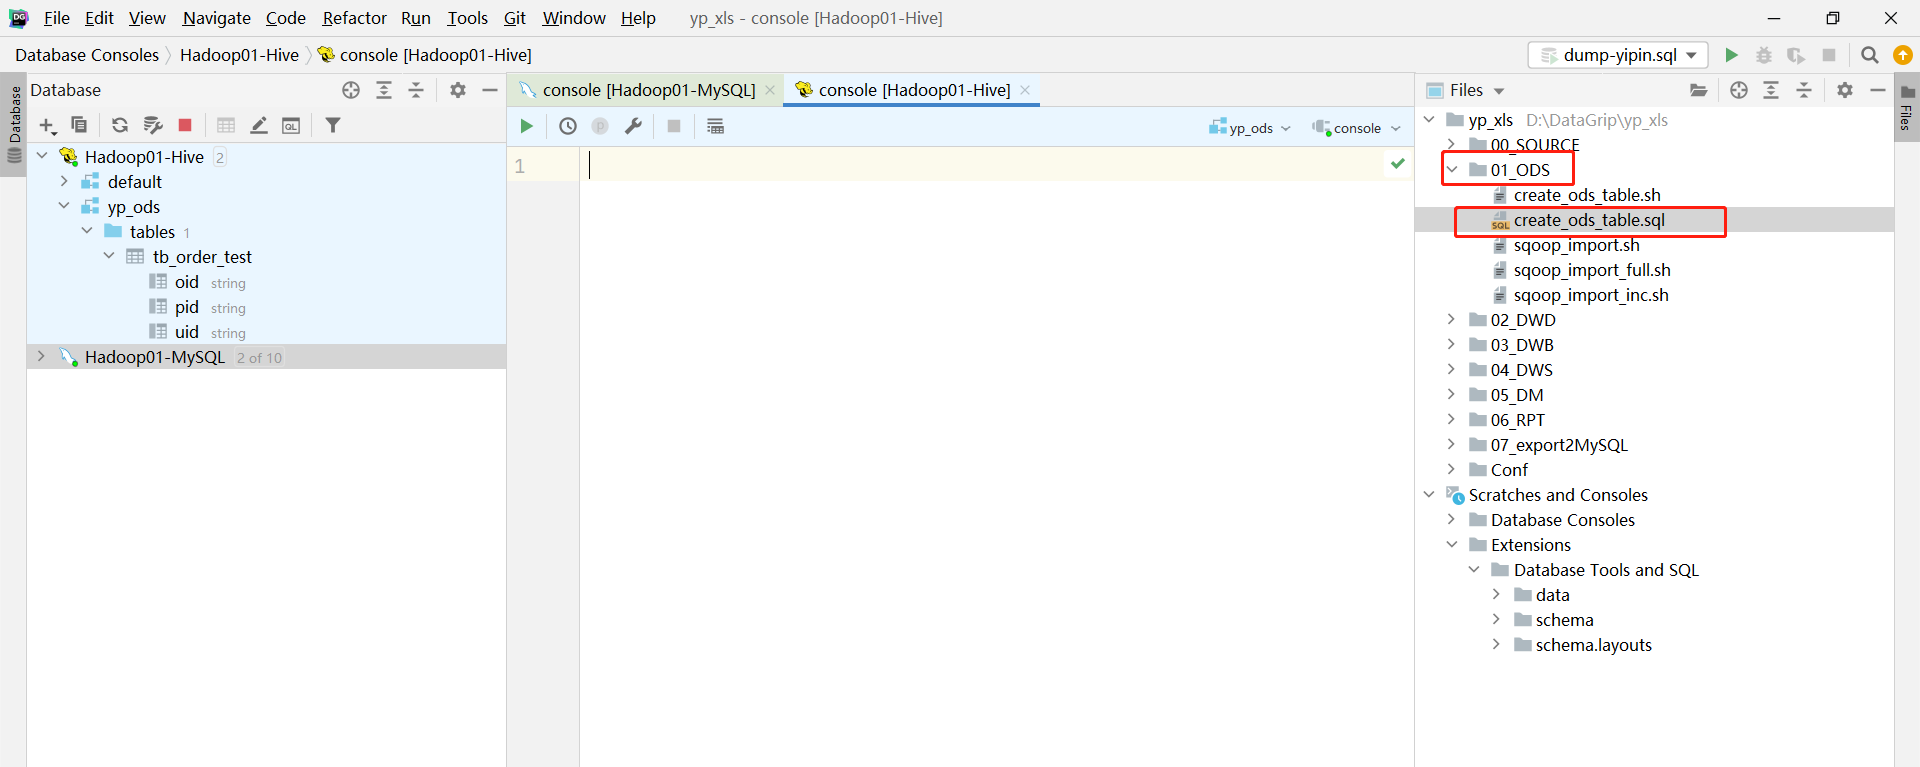 DG File Edit View Navigate Code Refactor Run Tools Git Window Help yp_xls - console [Hadoop01-Hive]
Database Consoles Hadoop01-Hive console [Hadoop01-Hive] dump-yipin.sql
Database
Database
QL
Hadoop01-Hive 2
default
yp_ods
tables 1
tb_order_test
oid string
pid string
uid string
Hadoop01-MySQL 2 of 10
console [Hadoop01-MySQL] console [Hadoop01-Hive]
P yp_ods console
1
Files
Files
yp_xls D:\DataGrip\yp_xls
00_SOURCE
01_ODS
create_ods_table.sh
SQL create_ods_table.sql
sqoop_import.sh
sqoop_import_full.sh
sqoop_import_inc.sh
02_DWD
03_DWB
04_DWS
05_DM
06_RPT
07_export2MySQL
Conf
Scratches and Consoles
Database Consoles
Extensions
Database Tools and SQL
data
schema
schema.layouts